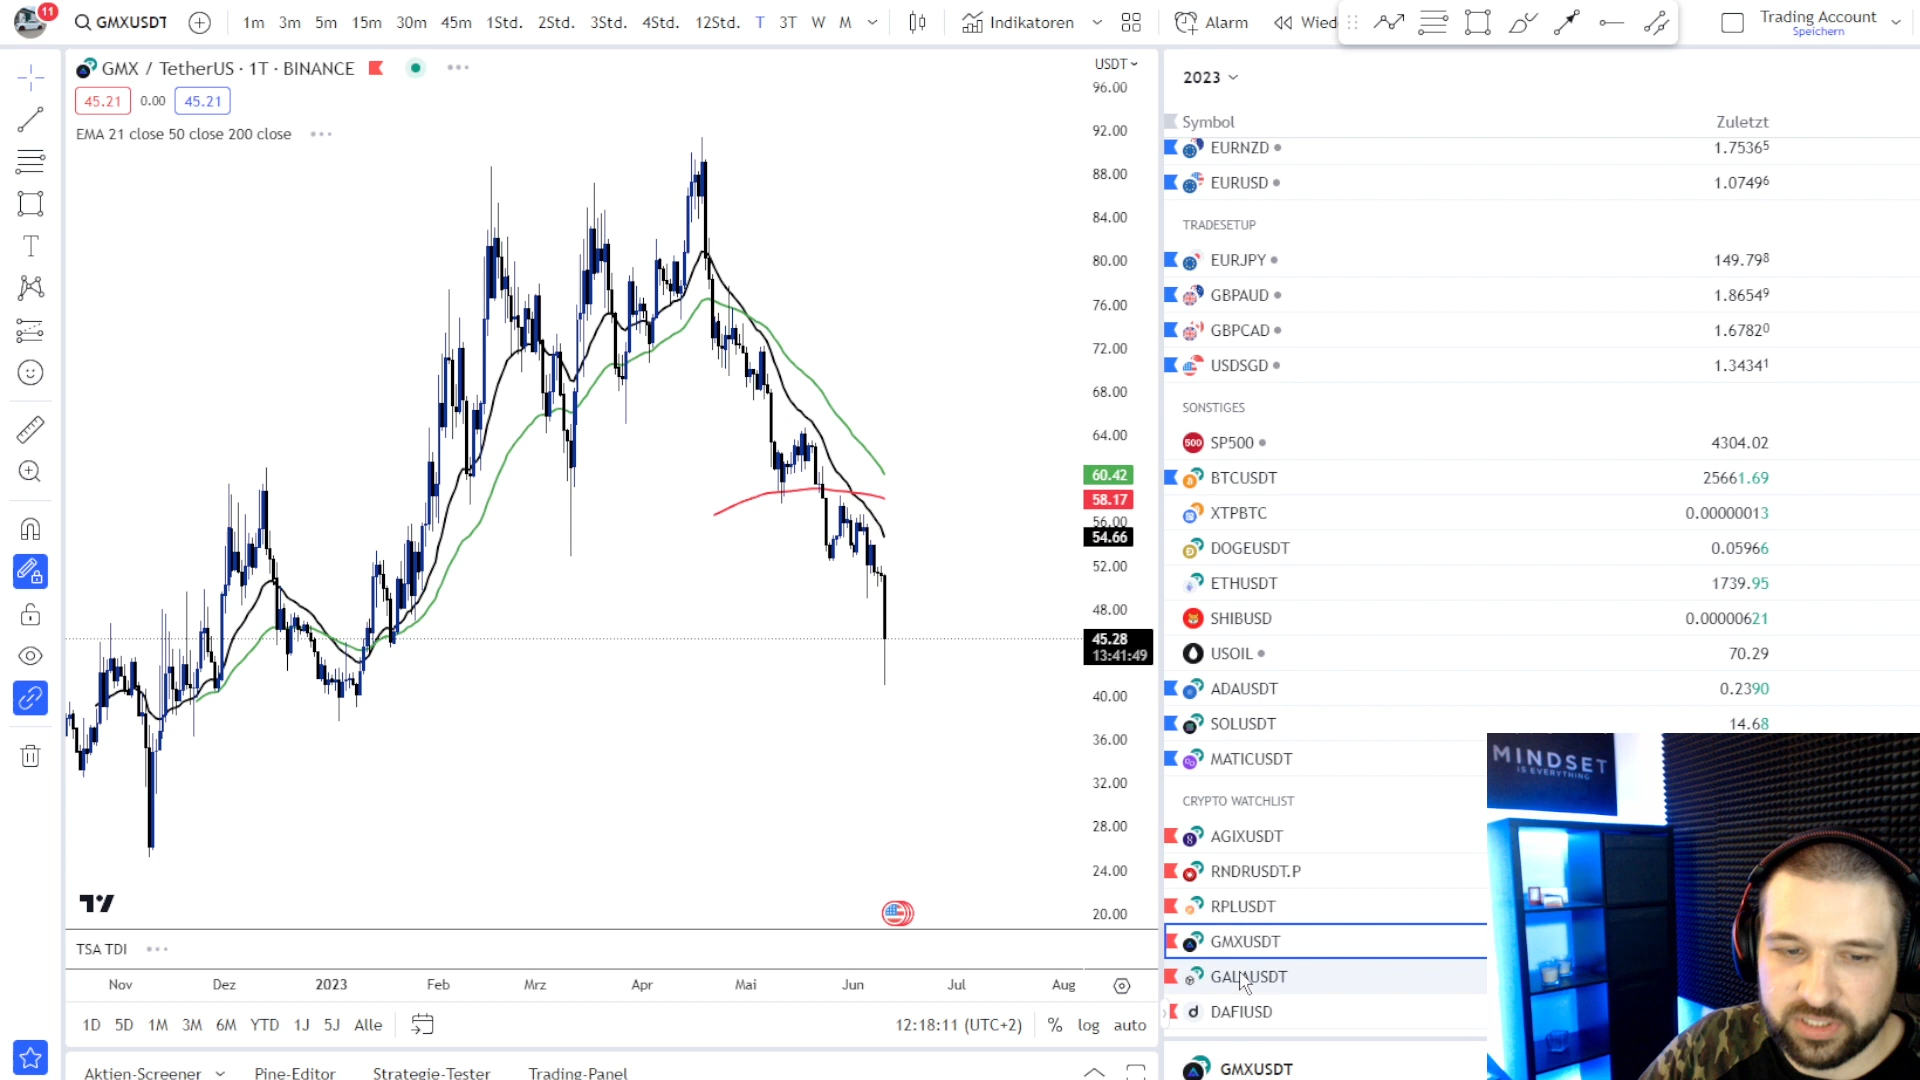 11
GMXUSDT
1m 3m 5m 15m 30m 45m 1Std. 2Std. 3Std. 4Std. 12Std. T 3T W M
Indikatoren
Alarm
Wied
Trading Account
Speichern
GMX / TetherUS · 1T · BINANCE
45.21 0.00 45.21
EMA 21 close 50 close 200 close
USDT
96.00
92.00
88.00
84.00
80.00
76.00
72.00
68.00
64.00
60.42
58.17
56.00
54.66
52.00
48.00
45.28
13:41:49
40.00
36.00
32.00
28.00
24.00
20.00
TSA TDI
Nov Dez 2023 Feb Mrz Apr Mai Jun Jul Aug
1D 5D 1M 3M 6M YTD 1J 5J Alle
12:18:11 (UTC+2) % log auto
Aktien-Screener Pine-Editor Strategie-Tester Trading-Panel
2023
Symbol Zuletzt
EURNZD 1.75365
EURUSD 1.07496
TRADESETUP
EURJPY 149.798
GBPAUD 1.86549
GBPCAD 1.67820
USDSGD 1.34341
SONSTIGES
500 SP500 4304.02
BTCUSDT 25661.69
XTPBTC 0.00000013
DOGEUSDT 0.05966
ETHUSDT 1739.95
SHIBUSD 0.00000621
USOIL 70.29
ADAUSDT 0.2390
SOLUSDT 14.68
MATICUSDT
CRYPTO WATCHLIST
AGIXUSDT
RNDRUSDT.P
RPLUSDT
GMXUSDT
GALAUSDT
DAFIUSD
GMXUSDT
MINDSET
IS EVERYTHING